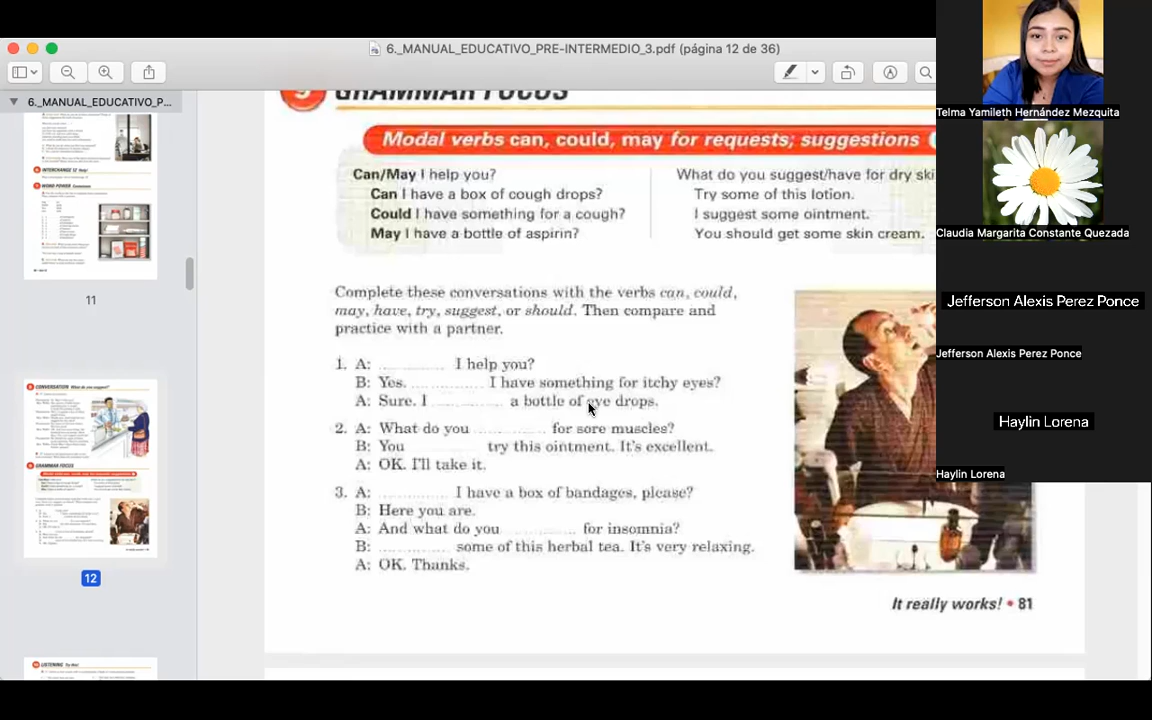 6._MANUAL_EDUCATIVO_PRE-INTERMEDIO_3.pdf (página 12 de 36)
6._MANUAL_EDUCATIVO_P...
11
12
GRAMMAR FOCUS
Modal verbs can, could, may for requests; suggestions
Can/May I help you?
Can I have a box of cough drops?
Could I have something for a cough?
May I have a bottle of aspirin?
What do you suggest/have for dry ski
Try some of this lotion.
I suggest some ointment.
You should get some skin cream.
Complete these conversations with the verbs can, could,
may, have, try, suggest, or should. Then compare and
practice with a partner.
1. A: ............ I help you?
B: Yes. ............ I have something for itchy eyes?
A: Sure. I ............ a bottle of eye drops.
2. A: What do you ............ for sore muscles?
B: You ............ try this ointment. It's excellent.
A: OK. I'll take it.
3. A: ............ I have a box of bandages, please?
B: Here you are.
A: And what do you ............ for insomnia?
B: ............ some of this herbal tea. It's very relaxing.
A: OK. Thanks.
It really works! • 81
Telma Yamileth Hernández Mezquita
Claudia Margarita Constante Quezada
Jefferson Alexis Perez Ponce
Jefferson Alexis Perez Ponce
Haylin Lorena
Haylin Lorena